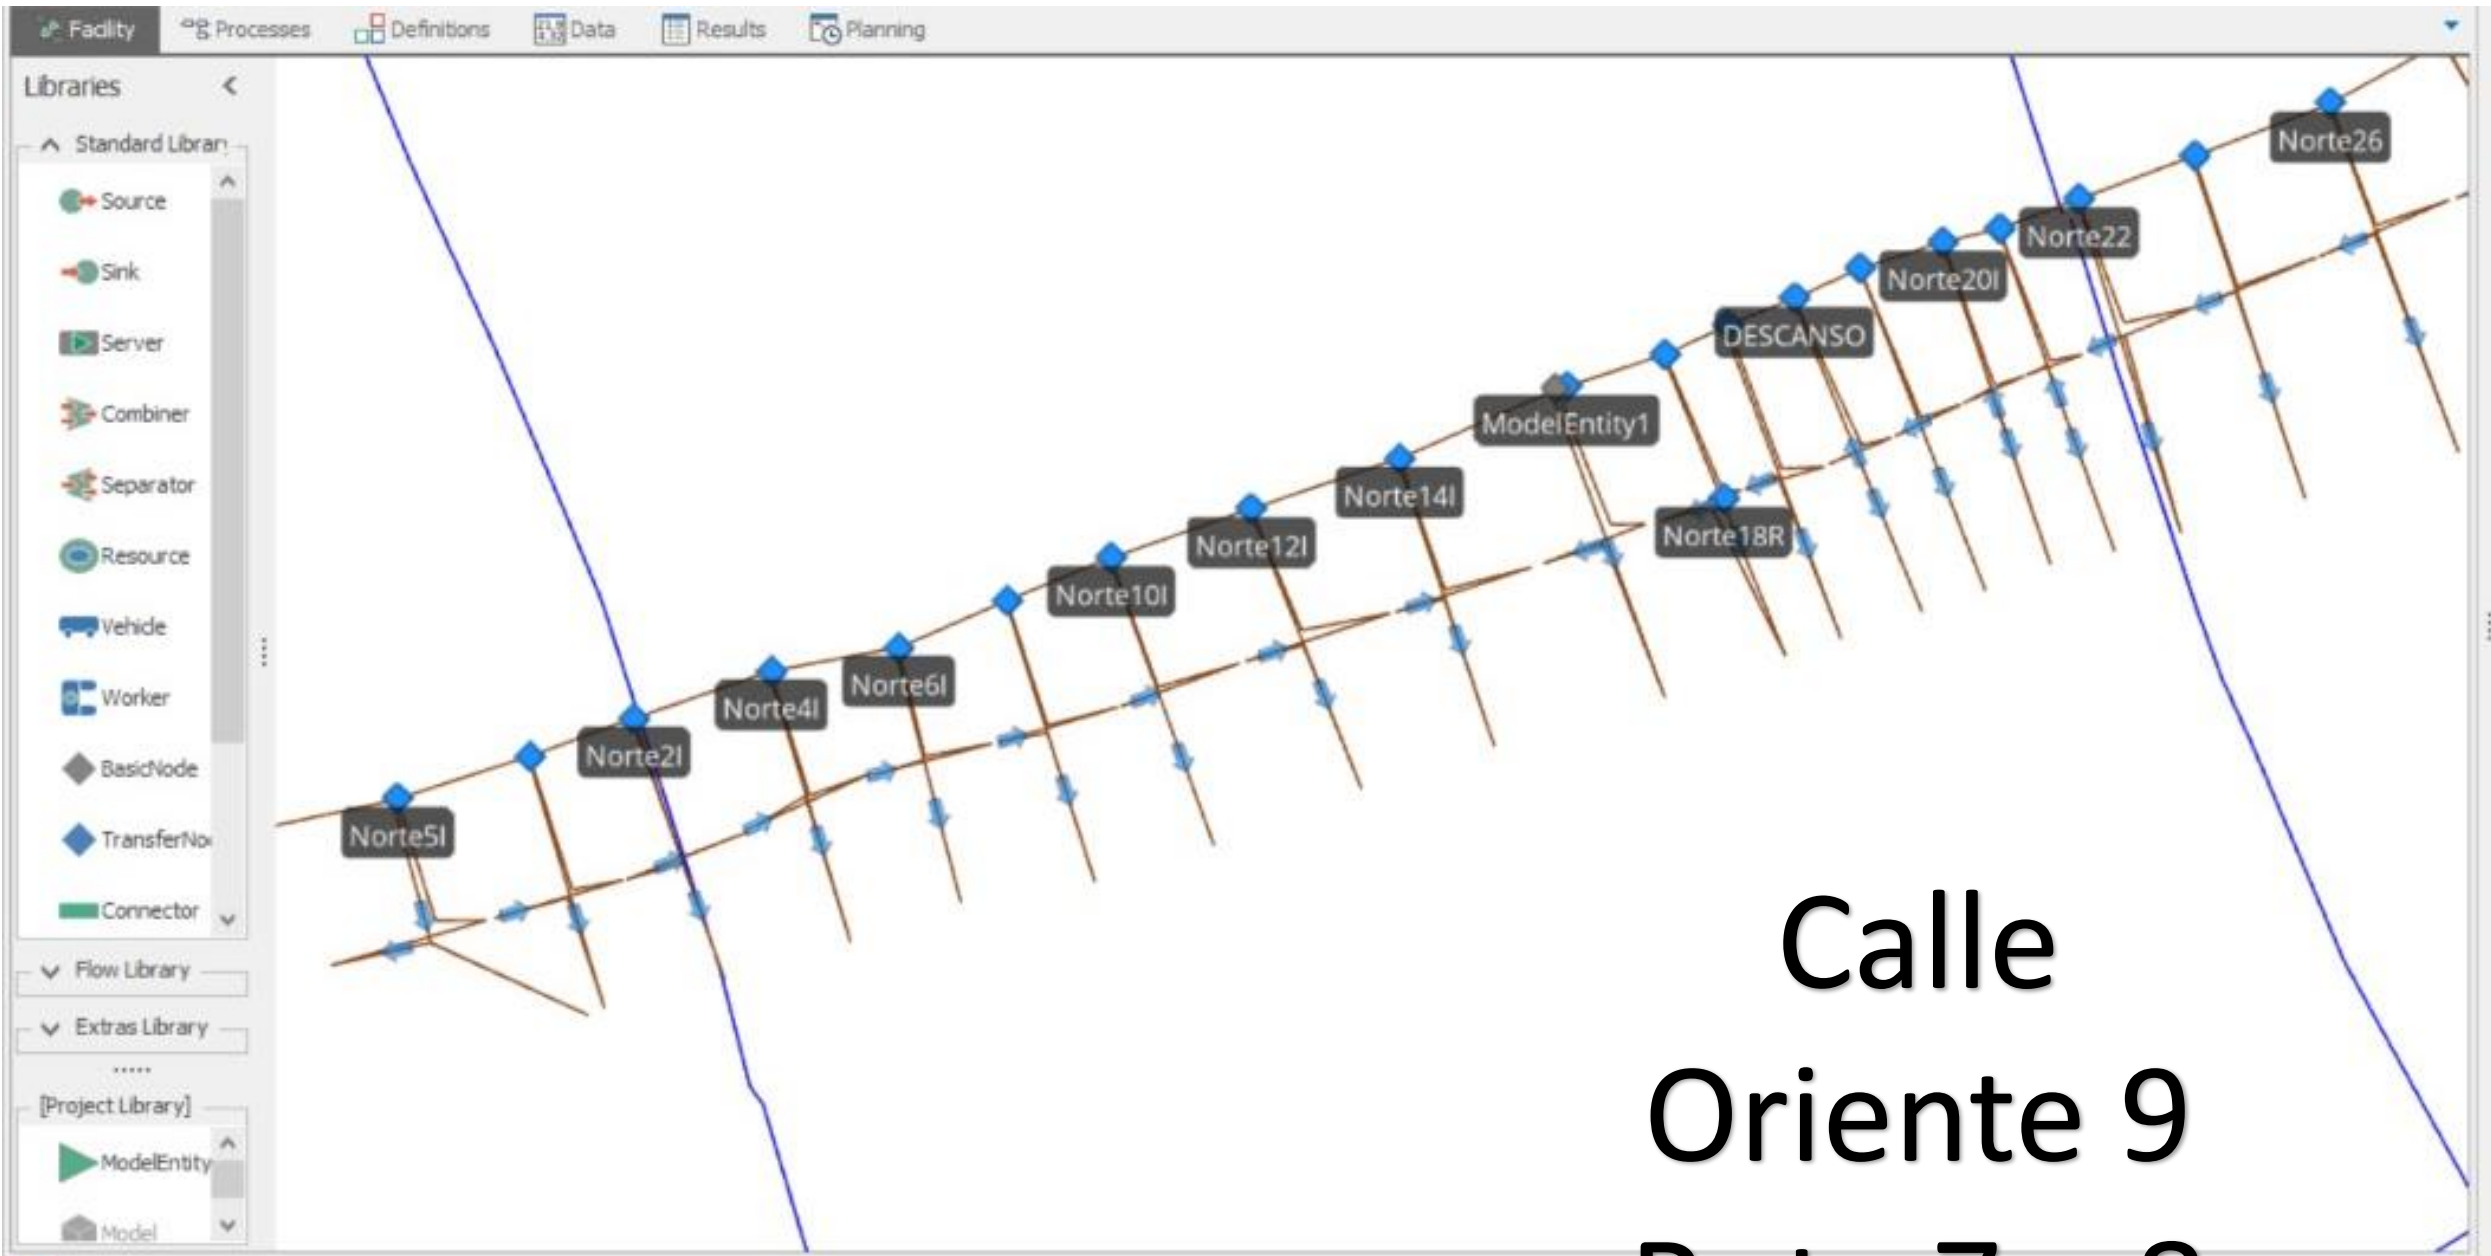 Facility Processes Definitions Data Results Planning
Libraries
Standard Library
Source
Sink
Server
Combiner
Separator
Resource
Vehicle
Worker
BasicNode
TransferNo
Connector
Flow Library
Extras Library
[Project Library]
ModelEntity
Model
Norte26
Norte22
Norte20I
DESCANSO
ModelEntity1
Norte14I
Norte18R
Norte12I
Norte10I
Norte6I
Norte4I
Norte2I
Norte5I
Calle
Oriente 9